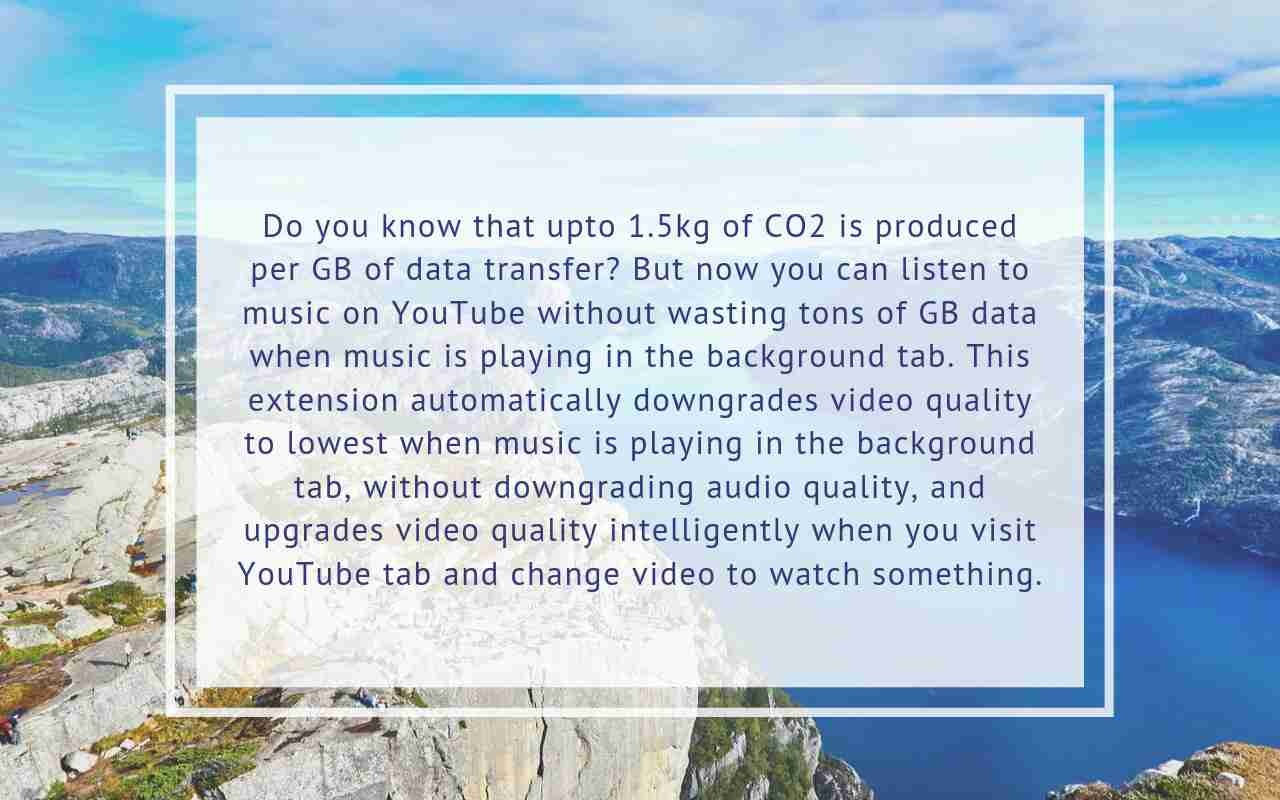 Do you know that upto 1.5kg of CO2 is produced
per GB of data transfer? But now you can listen to
music on YouTube without wasting tons of GB data
when music is playing in the background tab. This
extension automatically downgrades video quality
to lowest when music is playing in the background
tab, without downgrading audio quality, and
upgrades video quality intelligently when you visit
YouTube tab and change video to watch something.